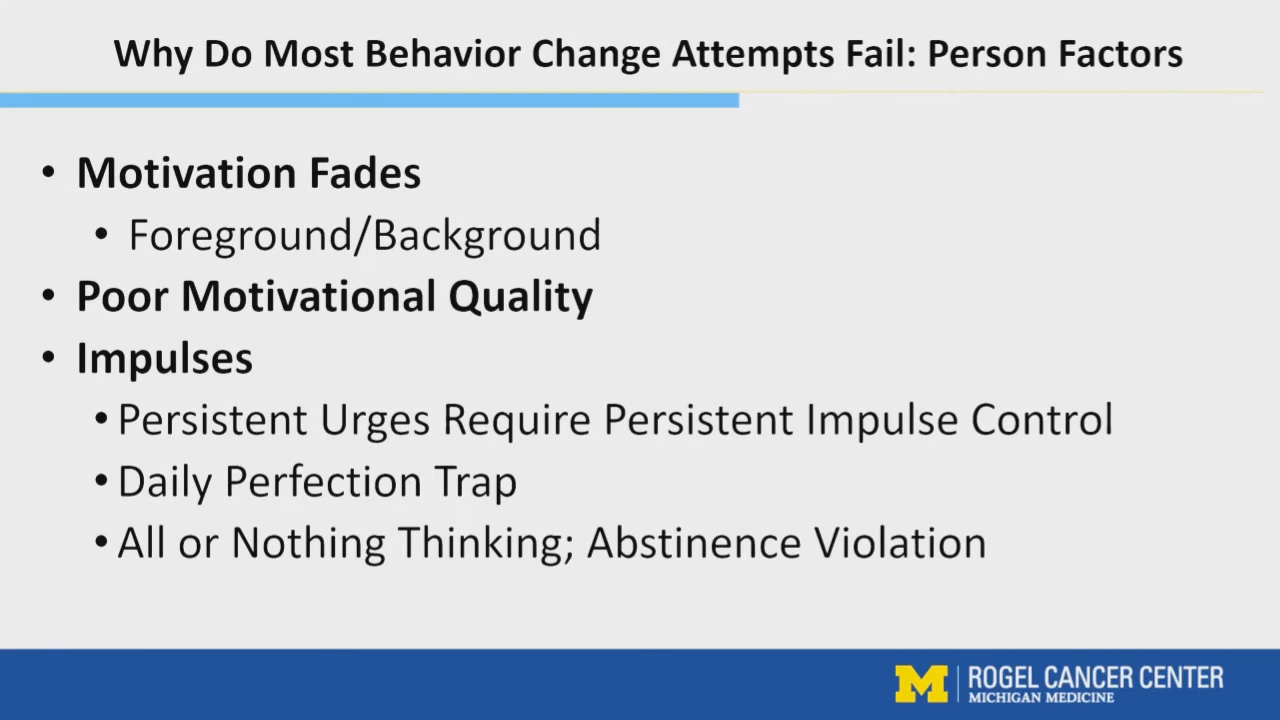 Why Do Most Behavior Change Attempts Fail: Person Factors
• Motivation Fades
• Foreground/Background
• Poor Motivational Quality
• Impulses
• Persistent Urges Require Persistent Impulse Control
• Daily Perfection Trap
• All or Nothing Thinking; Abstinence Violation
M
ROGEL CANCER CENTER
MICHIGAN MEDICINE